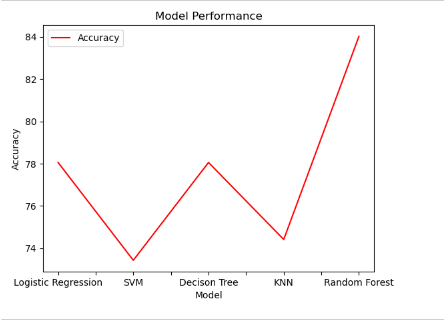 Model Performance
Accuracy
84
82
80
78
76
74
Accuracy
Logistic Regression SVM Decison Tree KNN Random Forest
Model